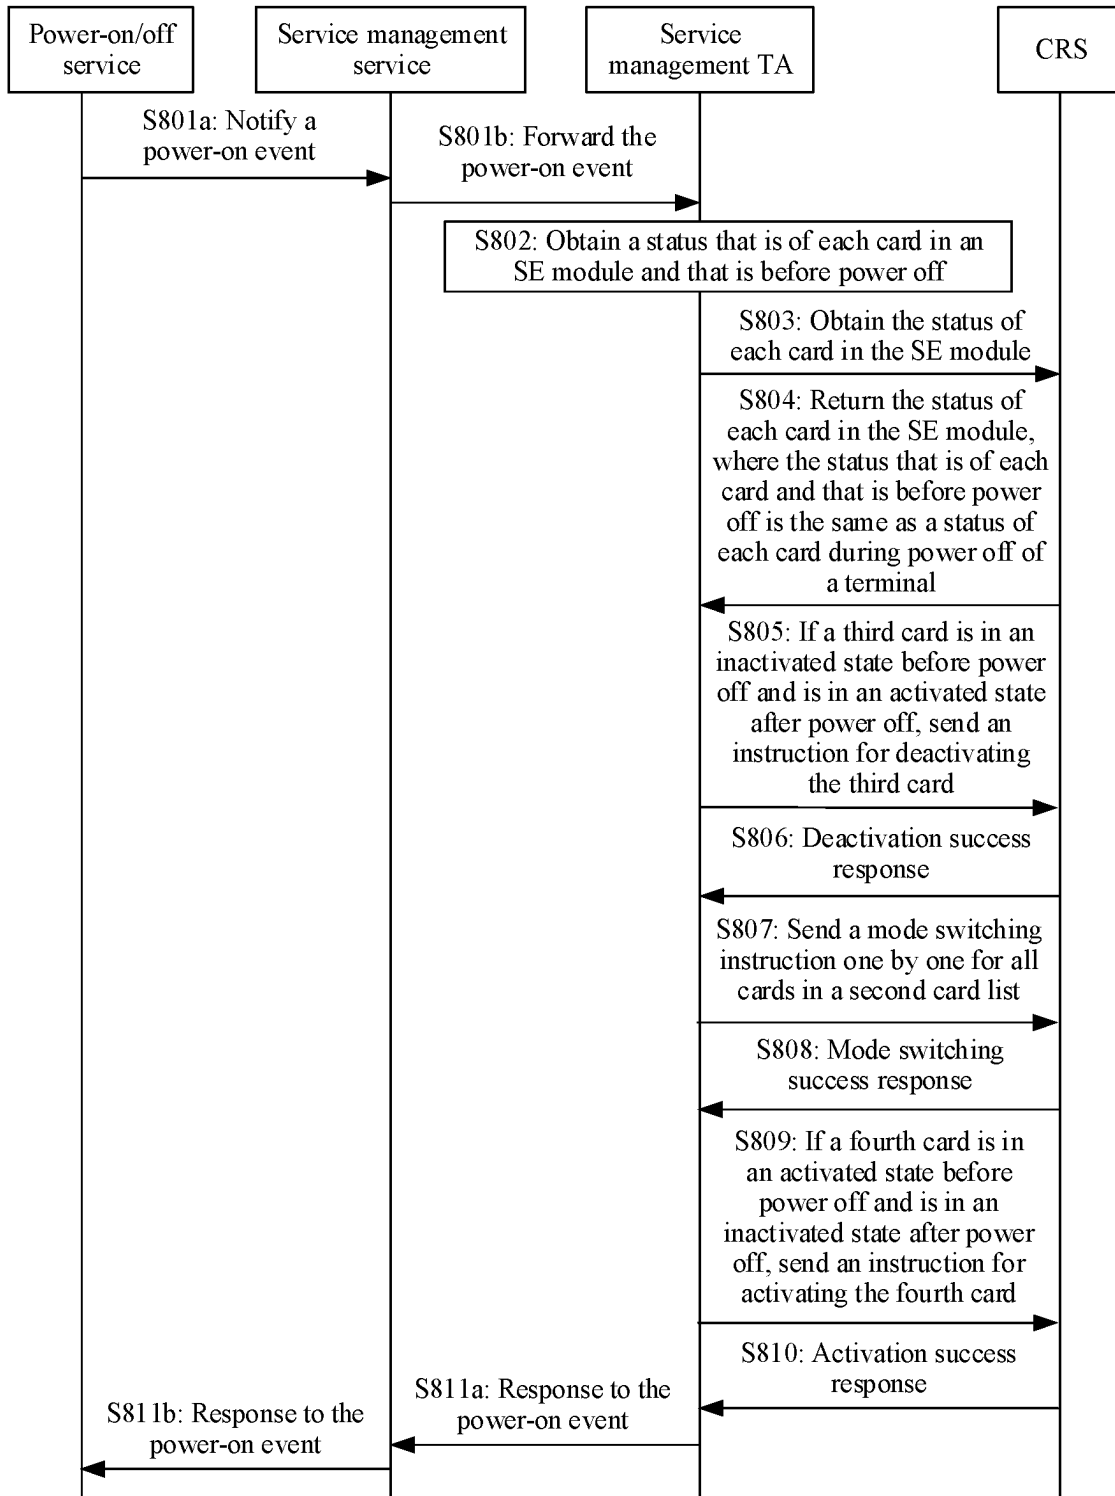 Power-on/off
service
Service management
service
Service
management TA
CRS
S801a: Notify a
power-on event
S801b: Forward the
power-on event
S802: Obtain a status that is of each card in an
SE module and that is before power off
S803: Obtain the status of
each card in the SE module
S804: Return the status of
each card in the SE module,
where the status that is of each
card and that is before power
off is the same as a status of
each card during power off of
a terminal
S805: If a third card is in an
inactivated state before power
off and is in an activated state
after power off, send an
instruction for deactivating
the third card
S806: Deactivation success
response
S807: Send a mode switching
instruction one by one for all
cards in a second card list
S808: Mode switching
success response
S809: If a fourth card is in
an activated state before
power off and is in an
inactivated state after power
off, send an instruction for
activating the fourth card
S810: Activation success
response
S811a: Response to the
power-on event
S811b: Response to the
power-on event